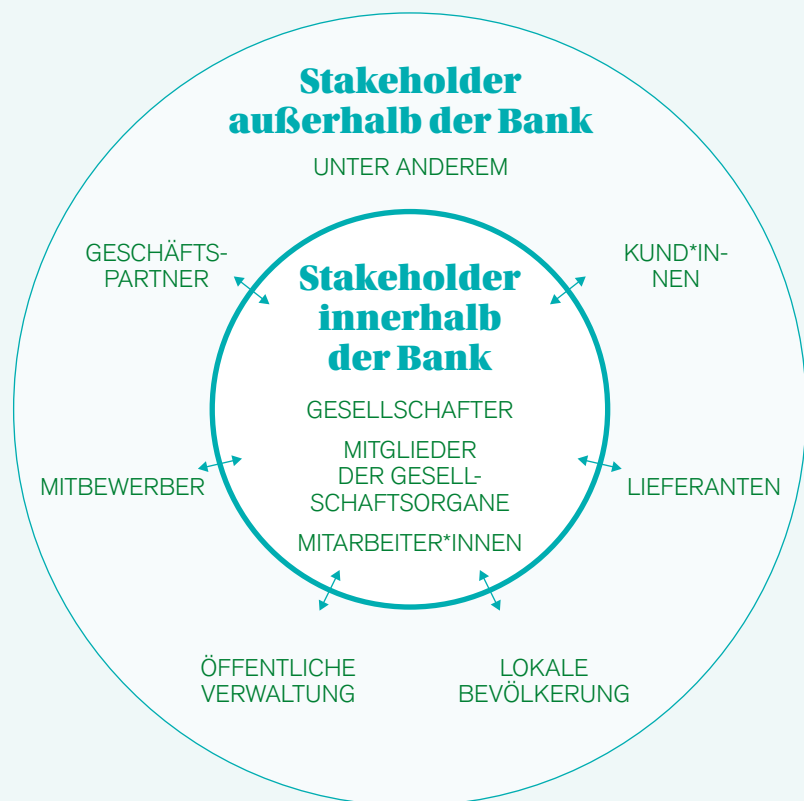 Stakeholder
außerhalb der Bank
UNTER ANDEREM
GESCHÄFTS-
PARTNER
KUND*IN-
NEN
Stakeholder
innerhalb
der Bank
GESELLSCHAFTER
MITGLIEDER
DER GESELL-
SCHAFTSORGANE
MITARBEITER*INNEN
MITBEWERBER
LIEFERANTEN
ÖFFENTLICHE
VERWALTUNG
LOKALE
BEVÖLKERUNG